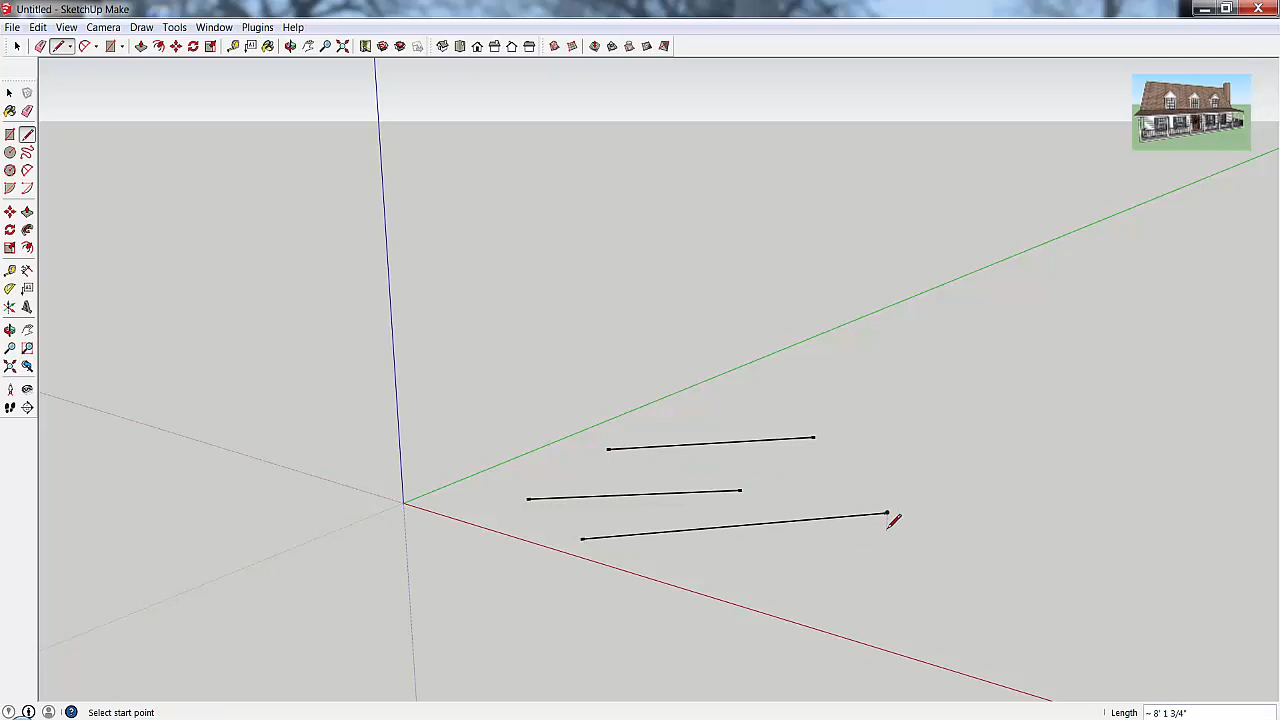 Untitled - SketchUp Make
File Edit View Camera Draw Tools Window Plugins Help
Select start point
Length ~ 8' 1 3/4"